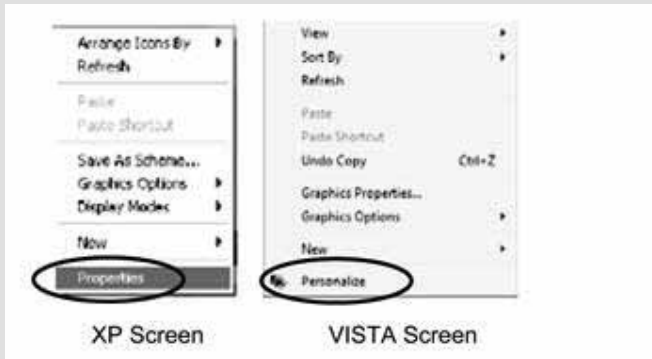 Arrange Icons By
Refresh
Paste
Paste Shortcut
Save As Scheme...
Graphics Options
Display Modes
New
Properties
XP Screen
View
Sort By
Refresh
Paste
Paste Shortcut
Undo Copy Ctrl+Z
Graphics Properties...
Graphics Options
New
Personalize
VISTA Screen